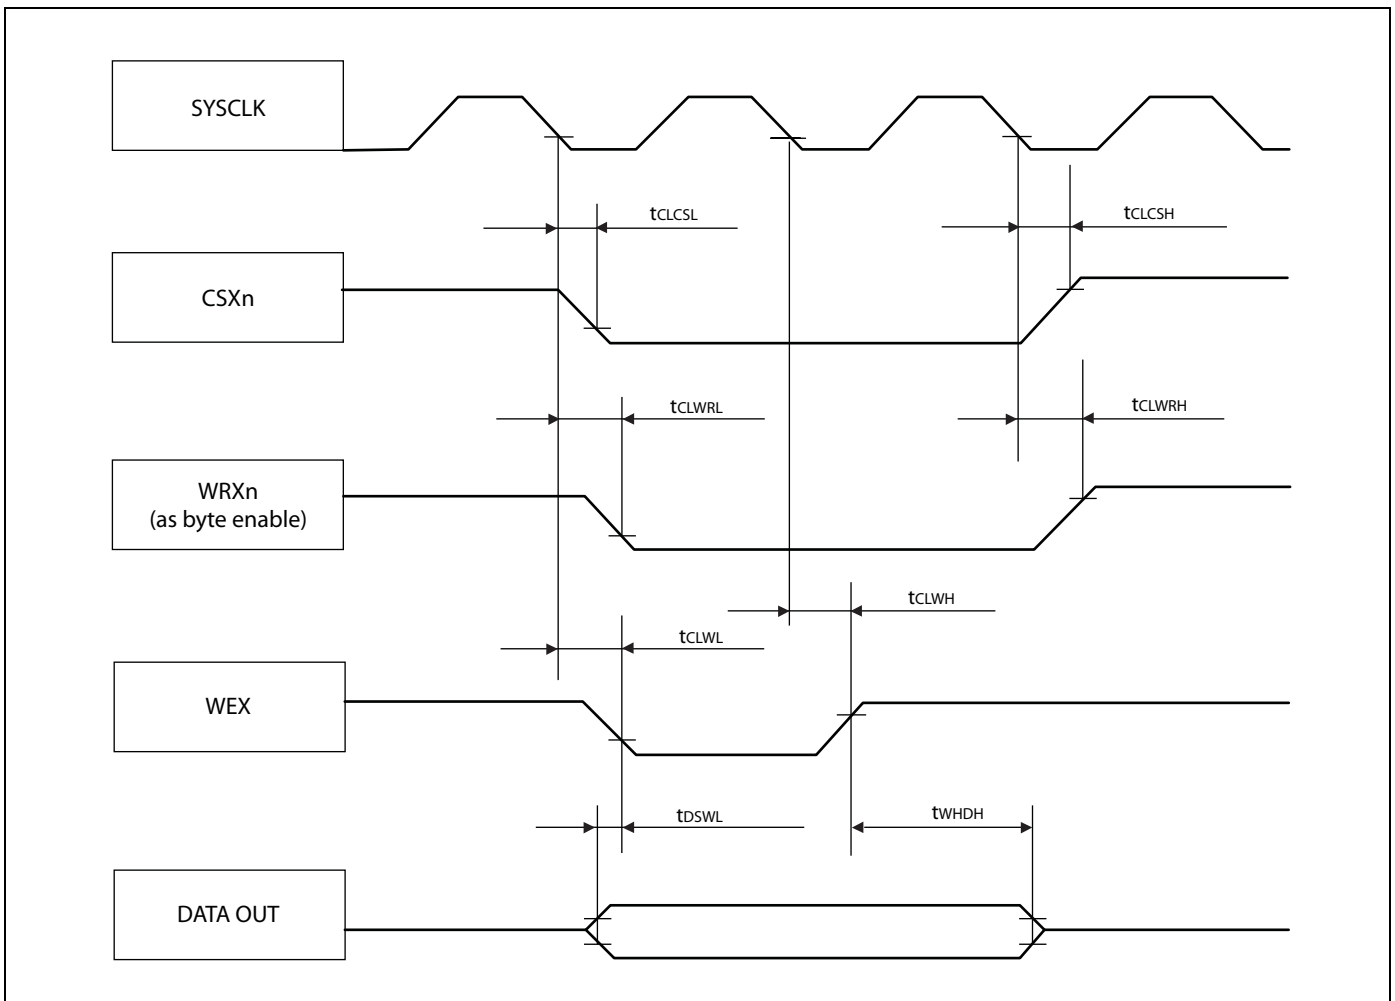 SYSCLK
tCLCSL
tCLCSH
CSXn
tCLWRL
tCLWRH
WRXn
(as byte enable)
tCLWH
tCLWL
WEX
tDSWL
tWHDH
DATA OUT